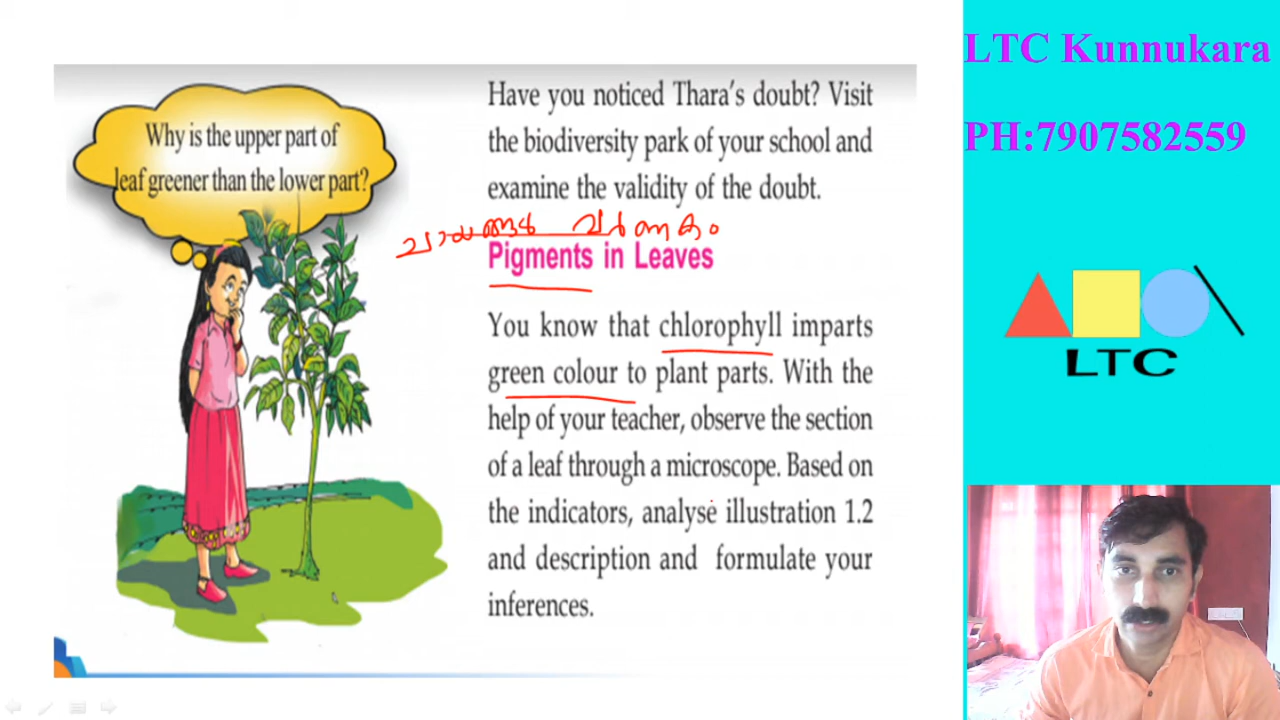 Why is the upper part of
leaf greener than the lower part?
Have you noticed Thara's doubt? Visit
the biodiversity park of your school and
examine the validity of the doubt.
ചായങ്ങൾ വർണകം
Pigments in Leaves
You know that chlorophyll imparts
green colour to plant parts. With the
help of your teacher, observe the section
of a leaf through a microscope. Based on
the indicators, analyse illustration 1.2
and description and formulate your
inferences.
LTC Kunnukara
PH:7907582559
LTC